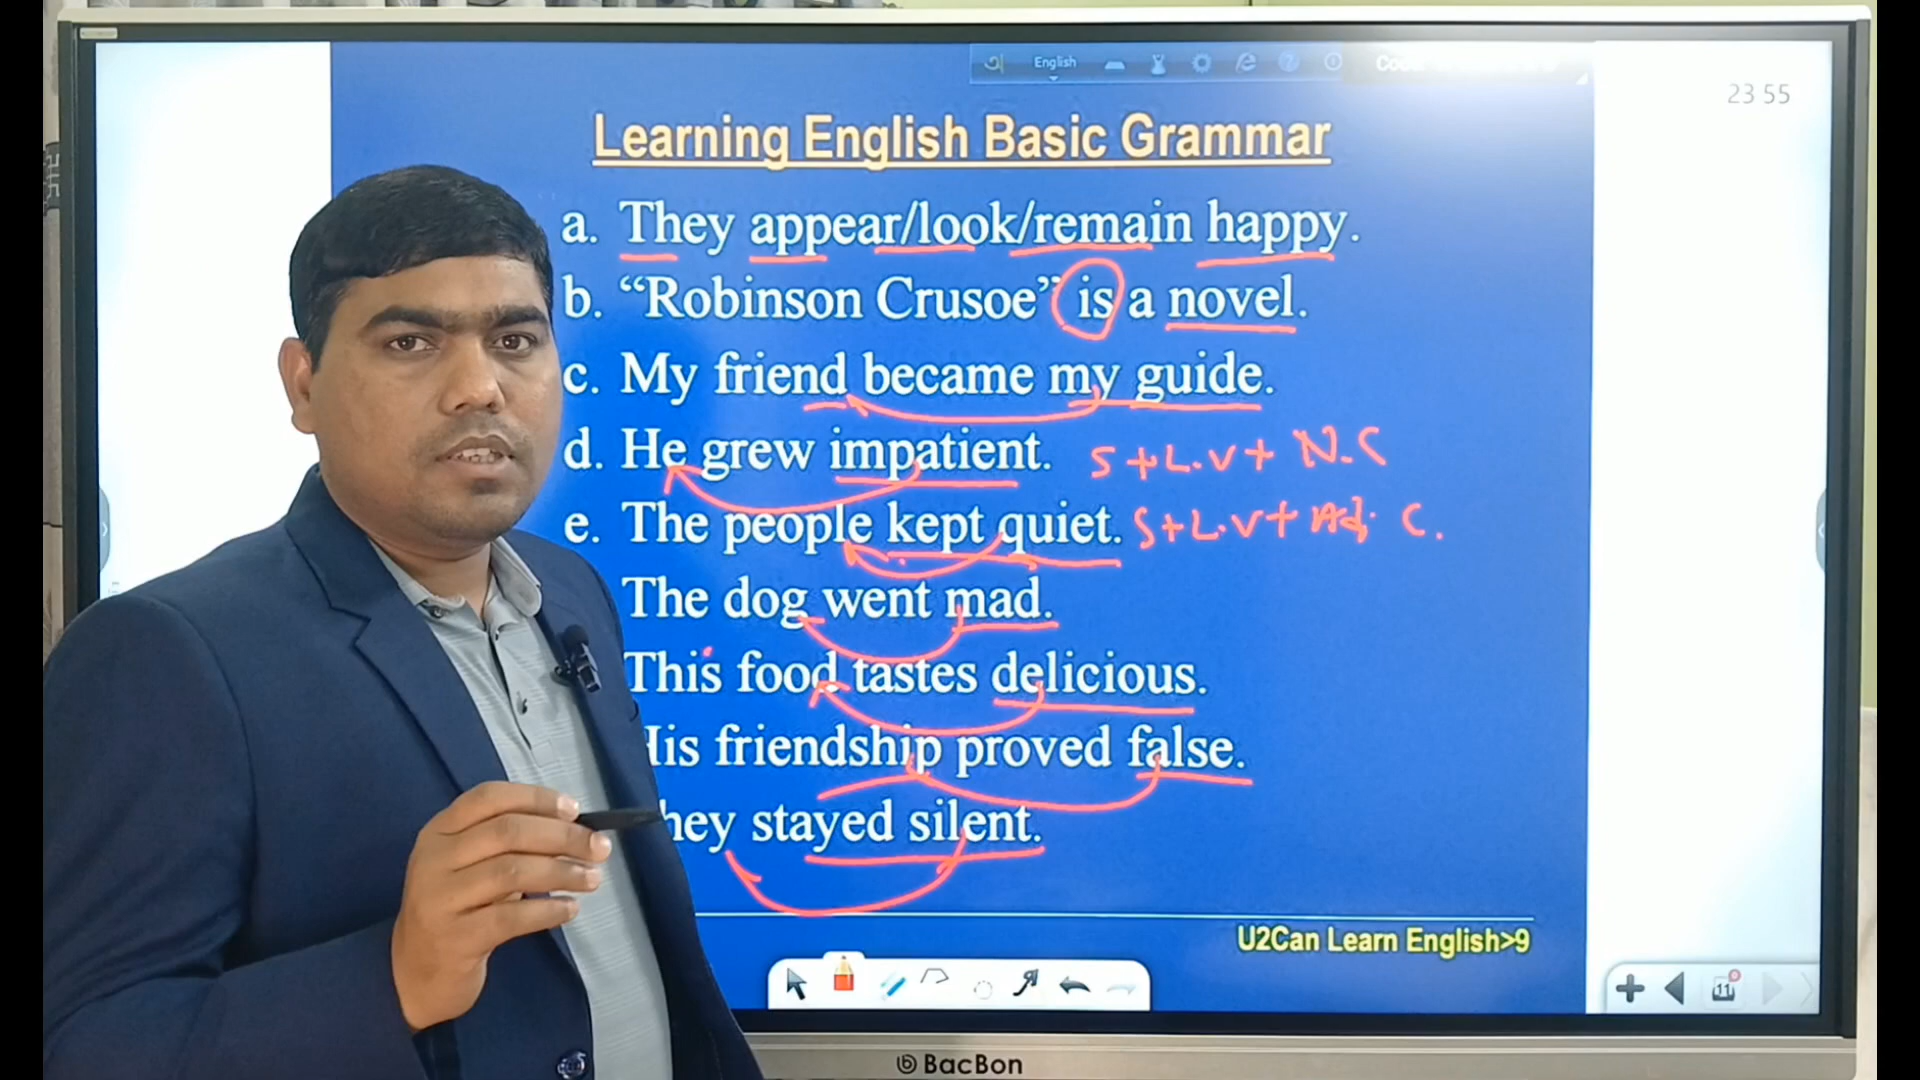 English
23 55
Learning English Basic Grammar
a. They appear/look/remain happy.
b. “Robinson Crusoe” is a novel.
c. My friend became my guide.
d. He grew impatient. S+L.V+ N.C
e. The people kept quiet. S+L.V+ Adj C.
The dog went mad.
This food tastes delicious.
His friendship proved false.
hey stayed silent.
U2Can Learn English>9
11
BacBon